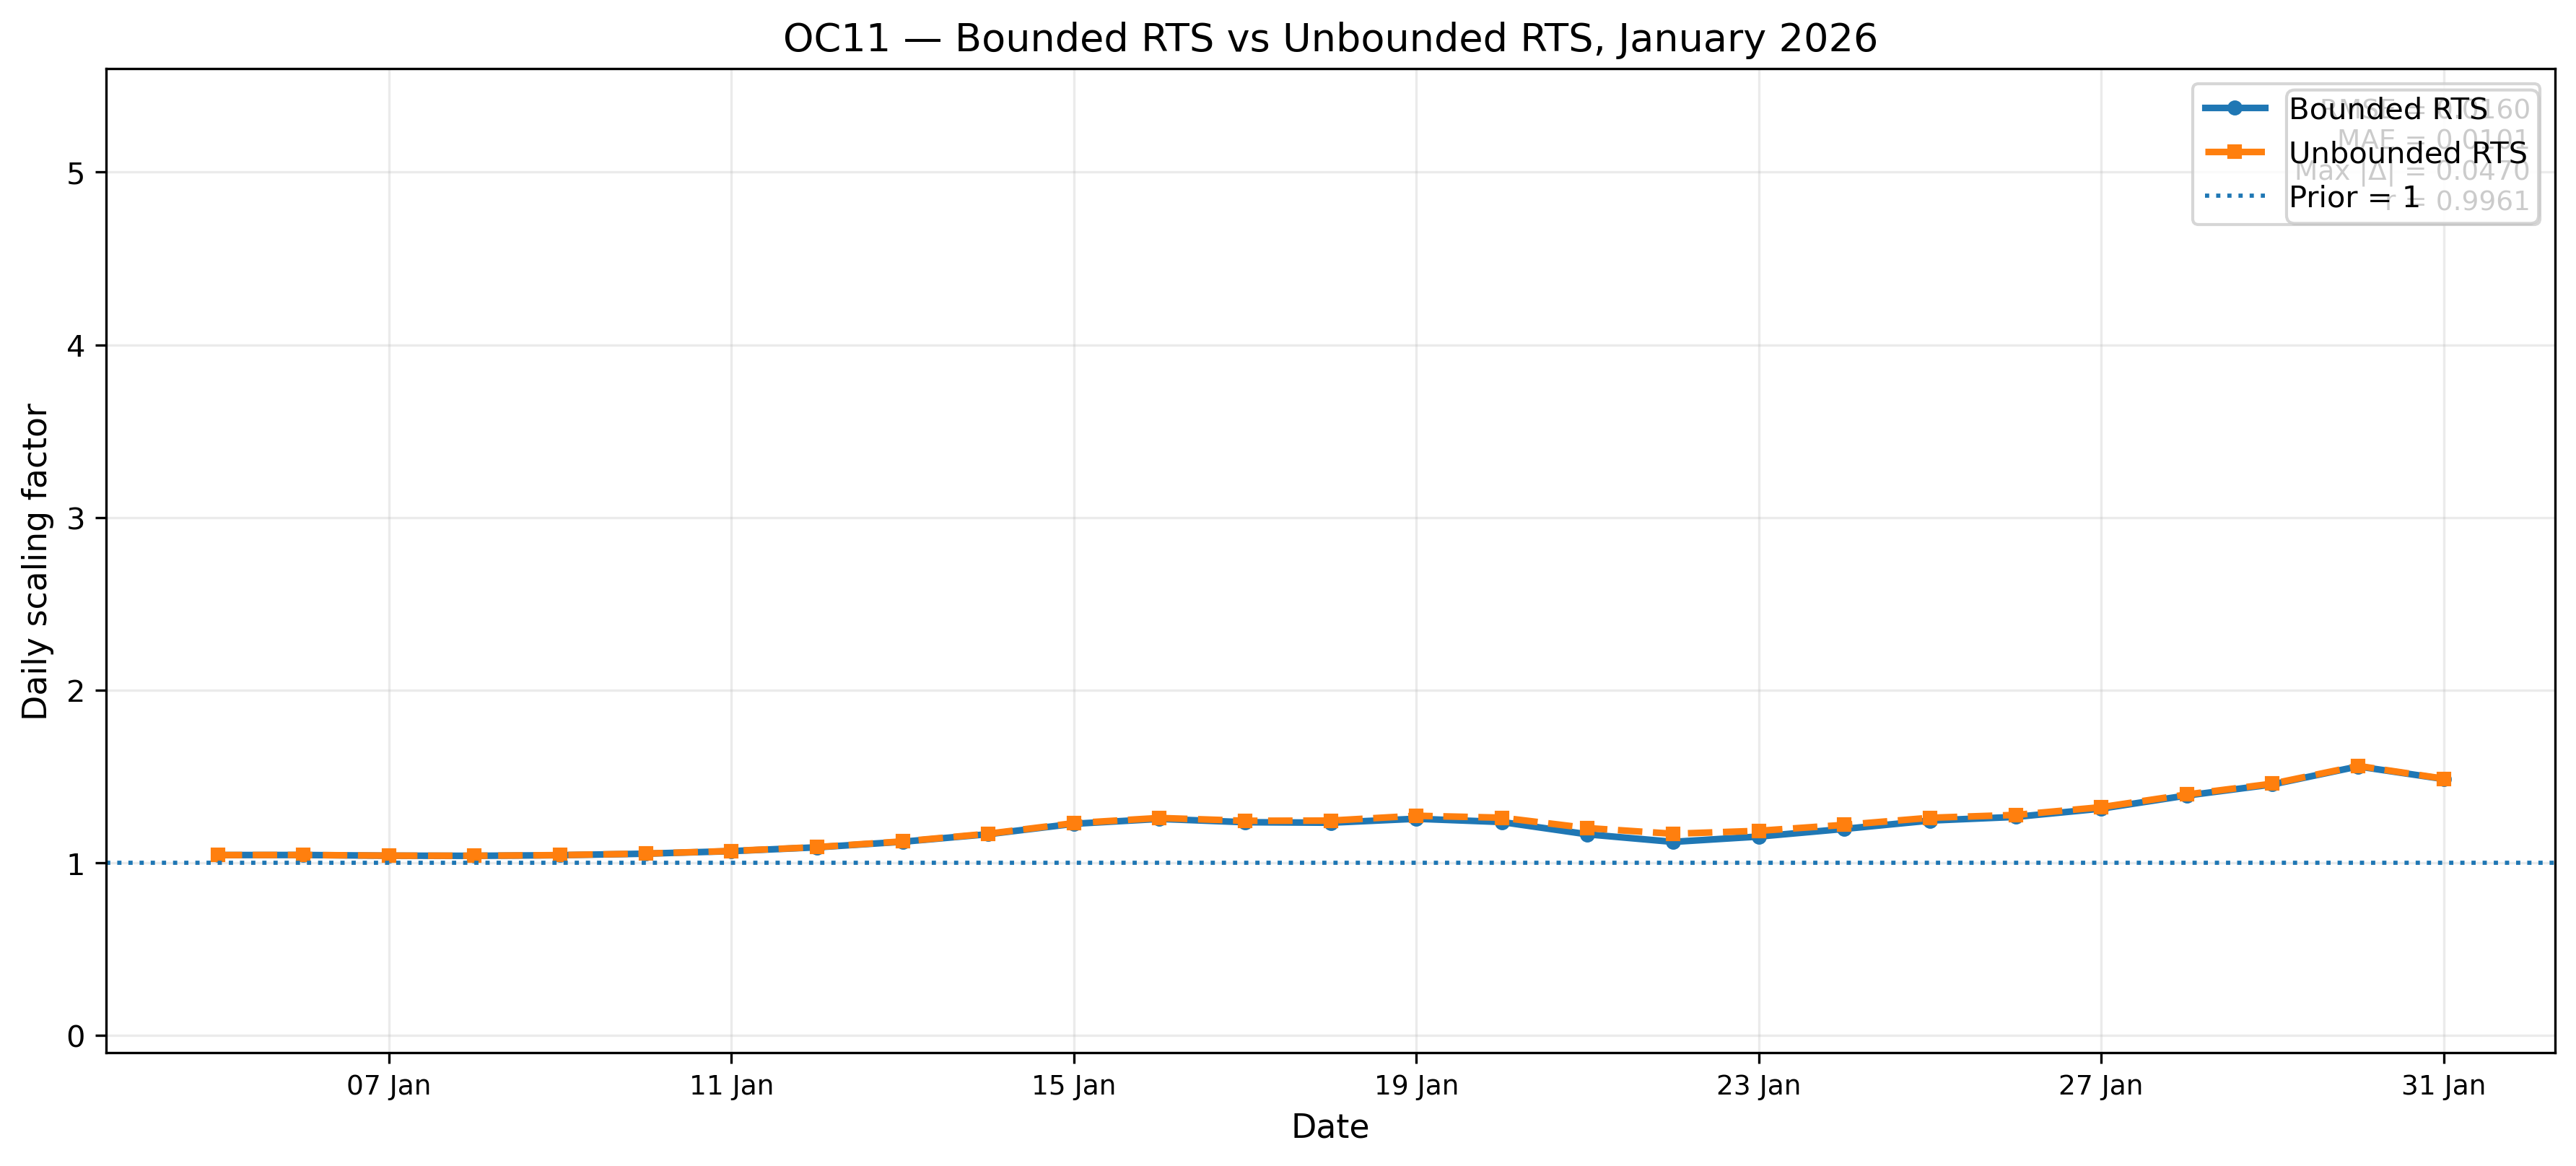 OC11 — Bounded RTS vs Unbounded RTS, January 2026
Bounded RTS
Unbounded RTS
Prior = 1
MAE = 0.0101
Max |Δ| = 0.0470
r = 0.9961
5
4
3
2
1
0
Daily scaling factor
07 Jan
11 Jan
15 Jan
19 Jan
23 Jan
27 Jan
31 Jan
Date